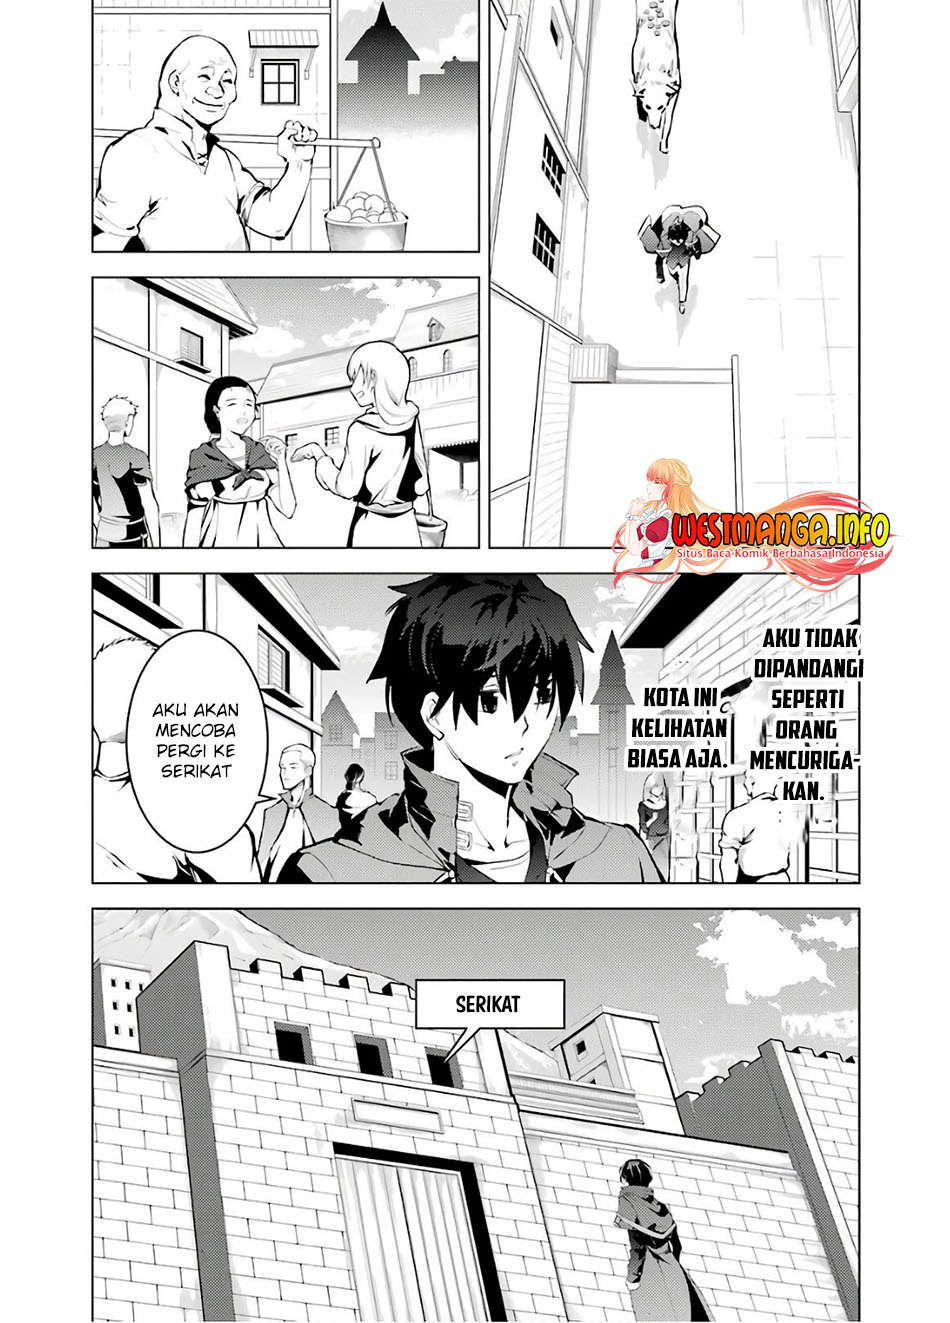 WESTMANGA.INFO
Situs Baca Komik Berbahasa Indonesia
AKU TIDAK
DIPANDANG
SEPERTI
ORANG
MENCURIGA-
KAN.
KOTA INI
KELIHATAN
BIASA AJA.
AKU AKAN
MENCOBA
PERGI KE
SERIKAT
SERIKAT